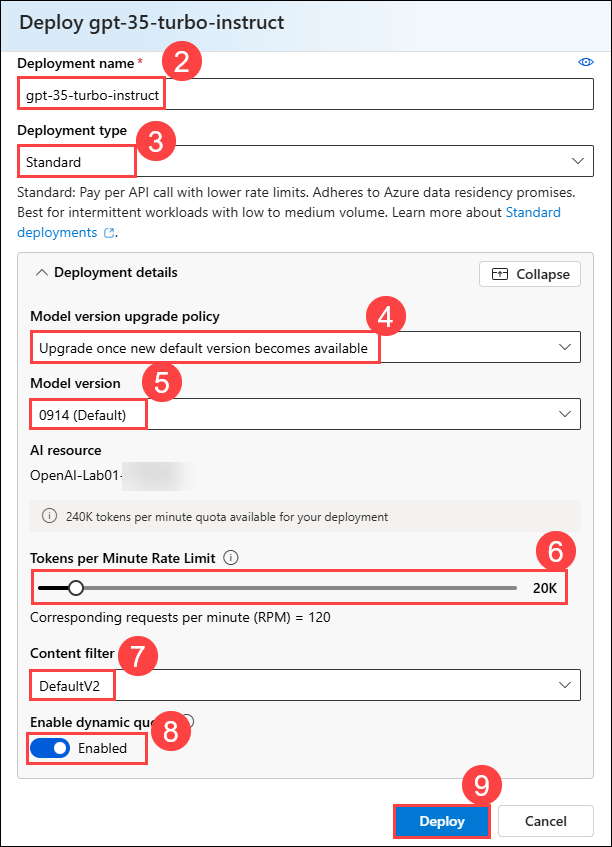 Deploy gpt-35-turbo-instruct
Deployment name *
2
gpt-35-turbo-instruct
Deployment type
3
Standard
Standard: Pay per API call with lower rate limits. Adheres to Azure data residency promises.
Best for intermittent workloads with low to medium volume. Learn more about Standard
deployments.
Deployment details
Collapse
Model version upgrade policy
4
Upgrade once new default version becomes available
Model version
5
0914 (Default)
AI resource
OpenAI-Lab01-
240K tokens per minute quota available for your deployment
Tokens per Minute Rate Limit
6
20K
Corresponding requests per minute (RPM) = 120
Content filter
7
DefaultV2
Enable dynamic
8
Enabled
9
Deploy
Cancel